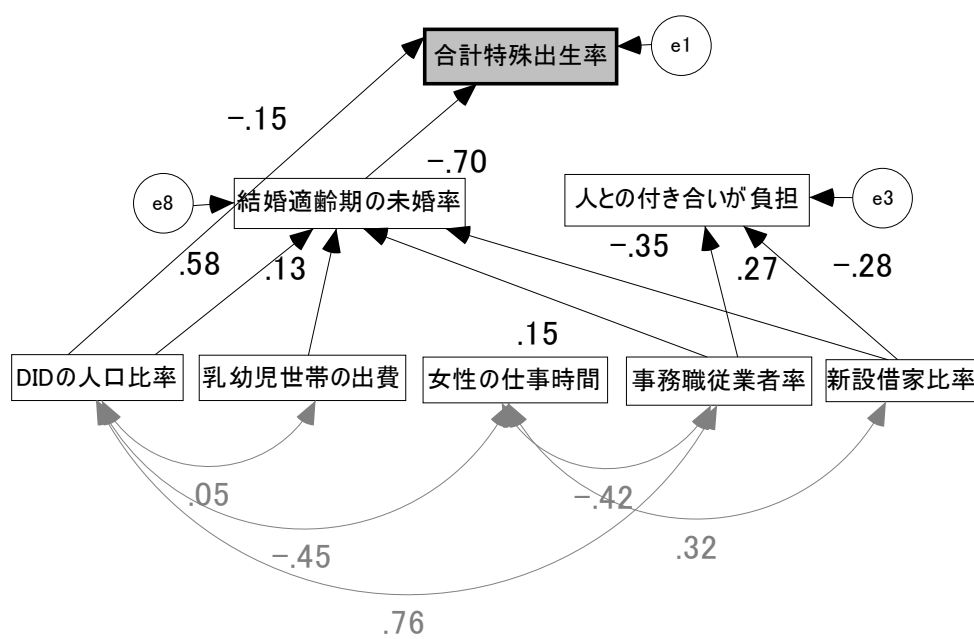 合計特殊出生率
e1
−.15
−.70
e8
結婚適齢期の未婚率
人との付き合いが負担
e3
.58
.13
−.35
.27
−.28
.15
DIDの人口比率
乳幼児世帯の出費
女性の仕事時間
事務職従業者率
新設借家比率
.05
−.42
−.45
.32
.76